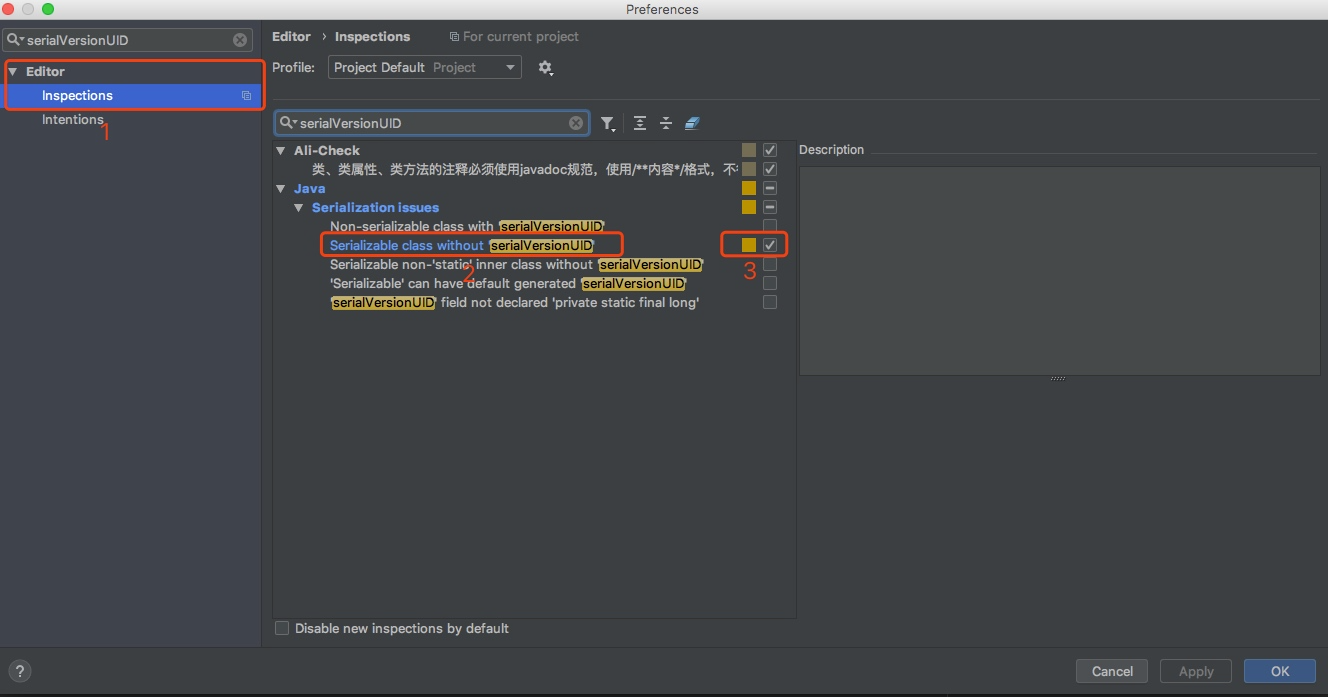 Preferences
serialVersionUID
Editor
Inspections
Intentions
1
Editor › Inspections For current project
Profile: Project Default Project
serialVersionUID
Ali-Check
类、类属性、类方法的注释必须使用javadoc规范，使用/**内容*/格式，不
Java
Serialization issues
Non-serializable class with 'serialVersionUID'
Serializable class without 'serialVersionUID'
2
3
Serializable non-'static' inner class without 'serialVersionUID'
'Serializable' can have default generated 'serialVersionUID'
'serialVersionUID' field not declared 'private static final long'
Disable new inspections by default
Description
?
Cancel
Apply
OK